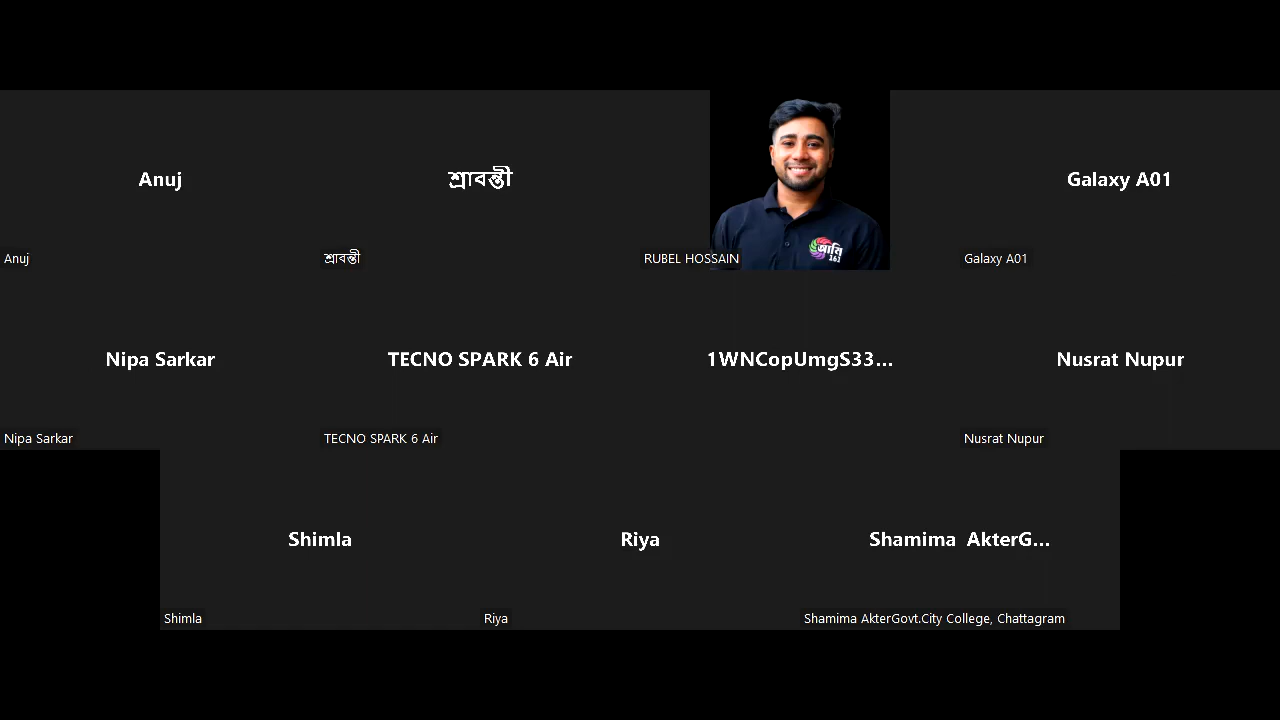 Anuj
শ্রাবন্তী
Galaxy A01
আমি
161
Anuj
শ্রাবন্তী
RUBEL HOSSAIN
Galaxy A01
Nipa Sarkar
TECNO SPARK 6 Air
1WNCopUmgS33...
Nusrat Nupur
Nipa Sarkar
TECNO SPARK 6 Air
Nusrat Nupur
Shimla
Riya
Shamima AkterG...
Shimla
Riya
Shamima AkterGovt.City College, Chattagram